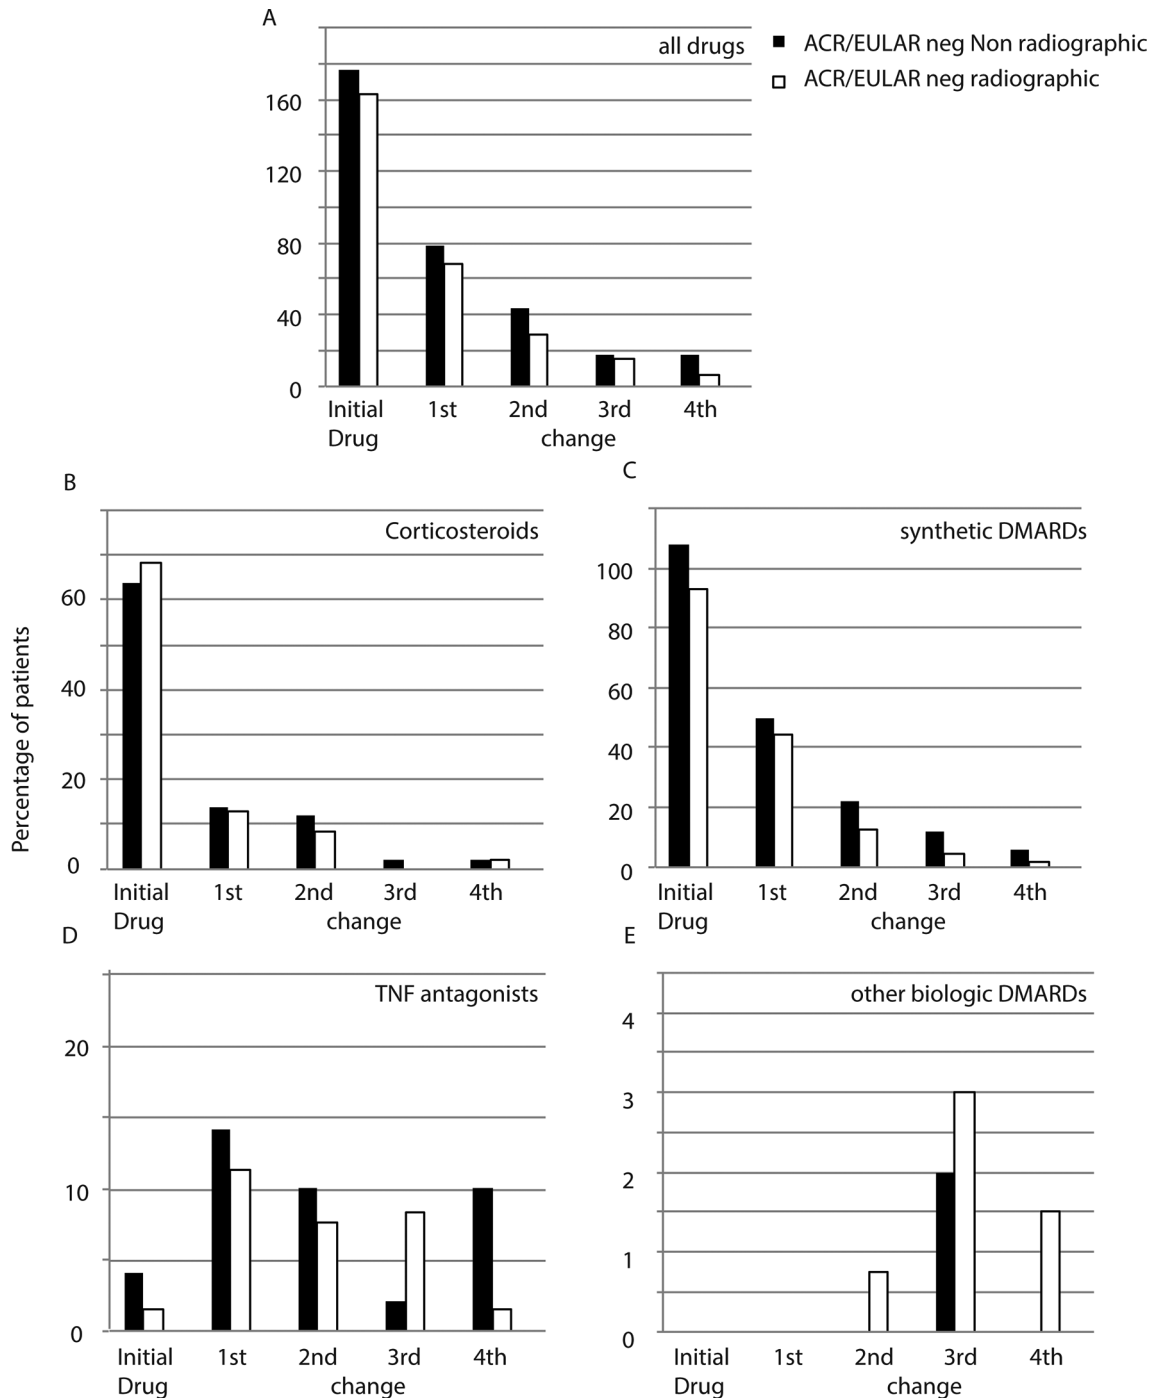 A
all drugs
ACR/EULAR neg Non radiographic
ACR/EULAR neg radiographic
160
120
80
40
0
Initial Drug
1st
2nd
3rd
4th
change
B
Corticosteroids
60
40
20
0
Initial Drug
1st
2nd
3rd
4th
change
C
synthetic DMARDs
100
80
60
40
20
0
Initial Drug
1st
2nd
3rd
4th
change
Percentage of patients
D
TNF antagonists
20
10
0
Initial Drug
1st
2nd
3rd
4th
change
E
other biologic DMARDs
4
3
2
1
0
Initial Drug
1st
2nd
3rd
4th
change